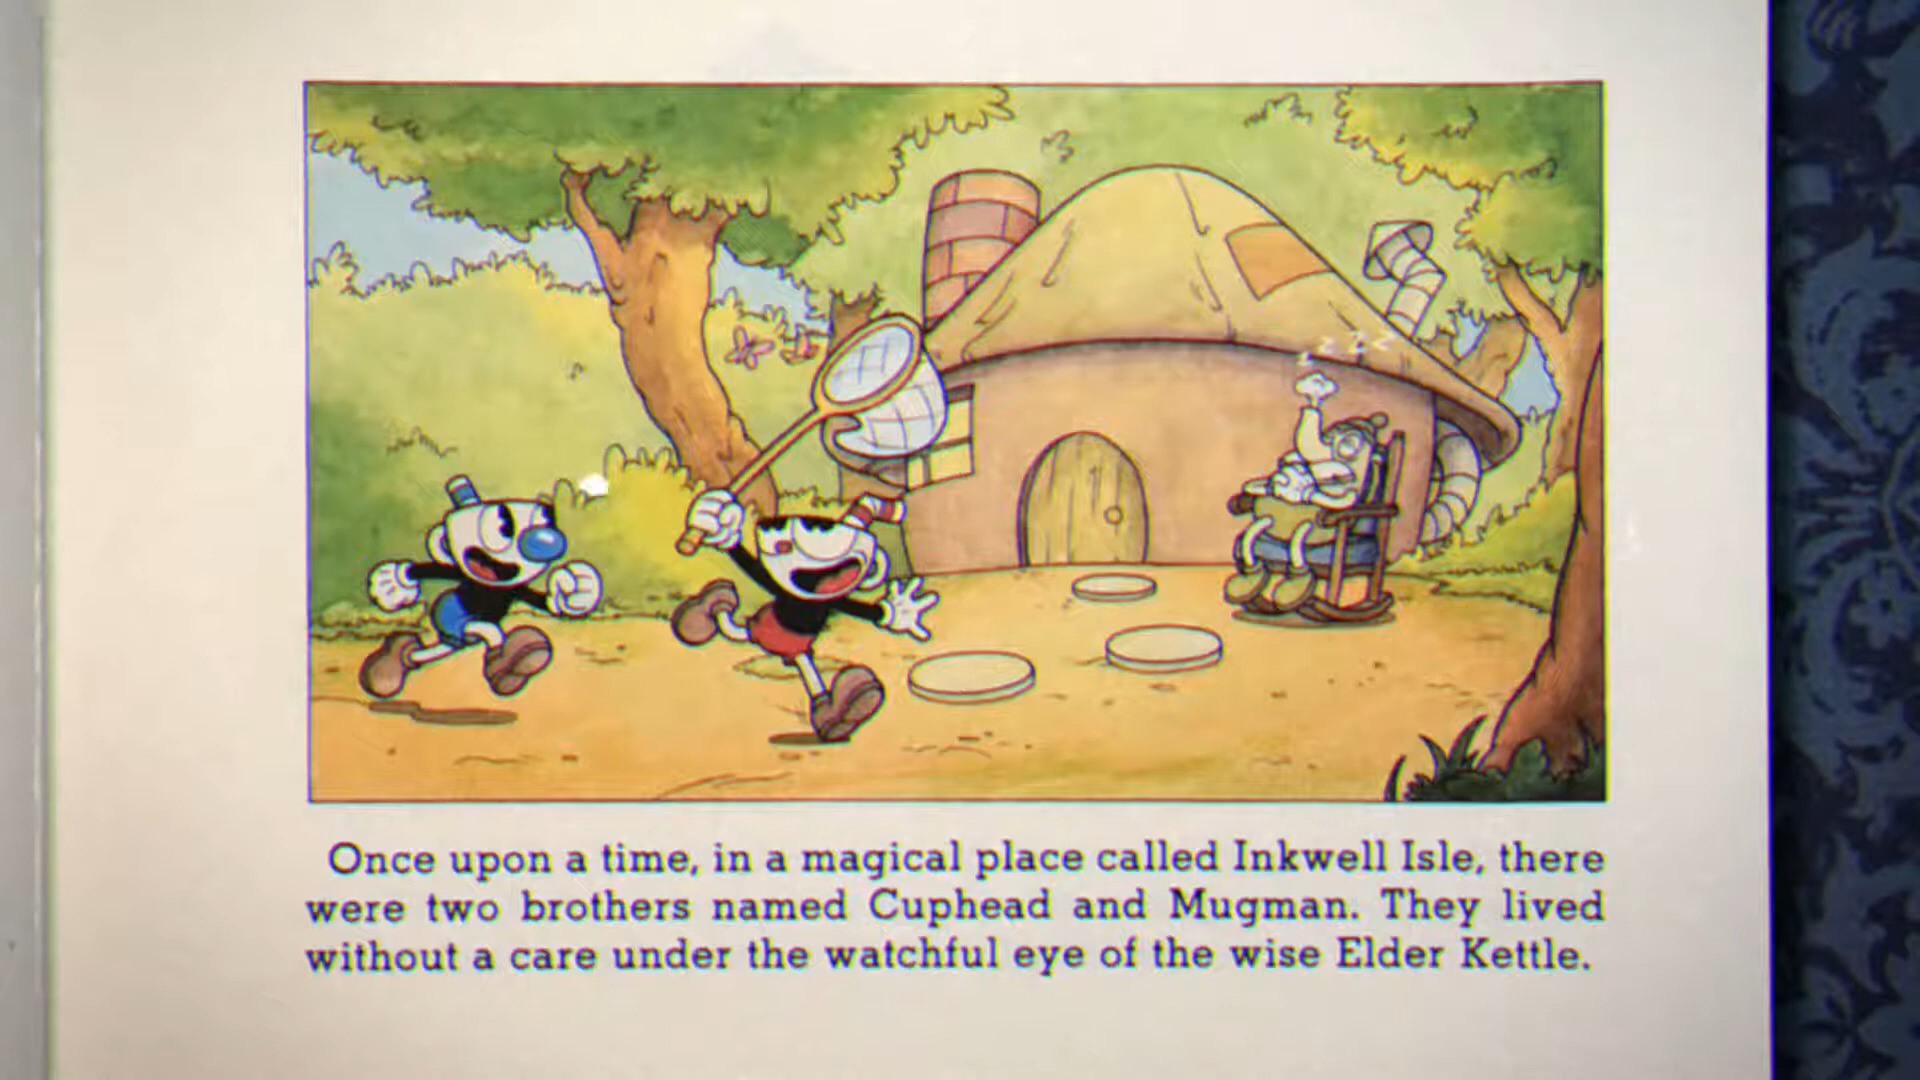 z z z z
Once upon a time, in a magical place called Inkwell Isle, there
were two brothers named Cuphead and Mugman. They lived
without a care under the watchful eye of the wise Elder Kettle.